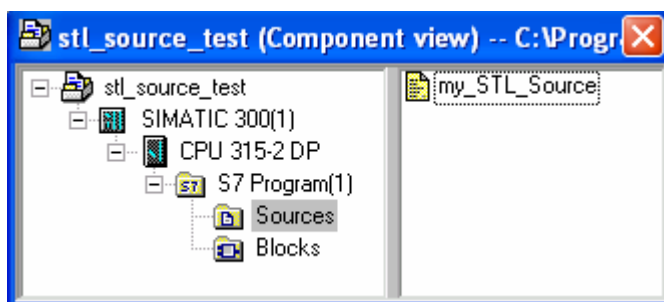 stl_source_test (Component view) -- C:\Progr
stl_source_test
SIMATIC 300(1)
CPU 315-2 DP
S7 Program(1)
Sources
Blocks
my_STL_Source